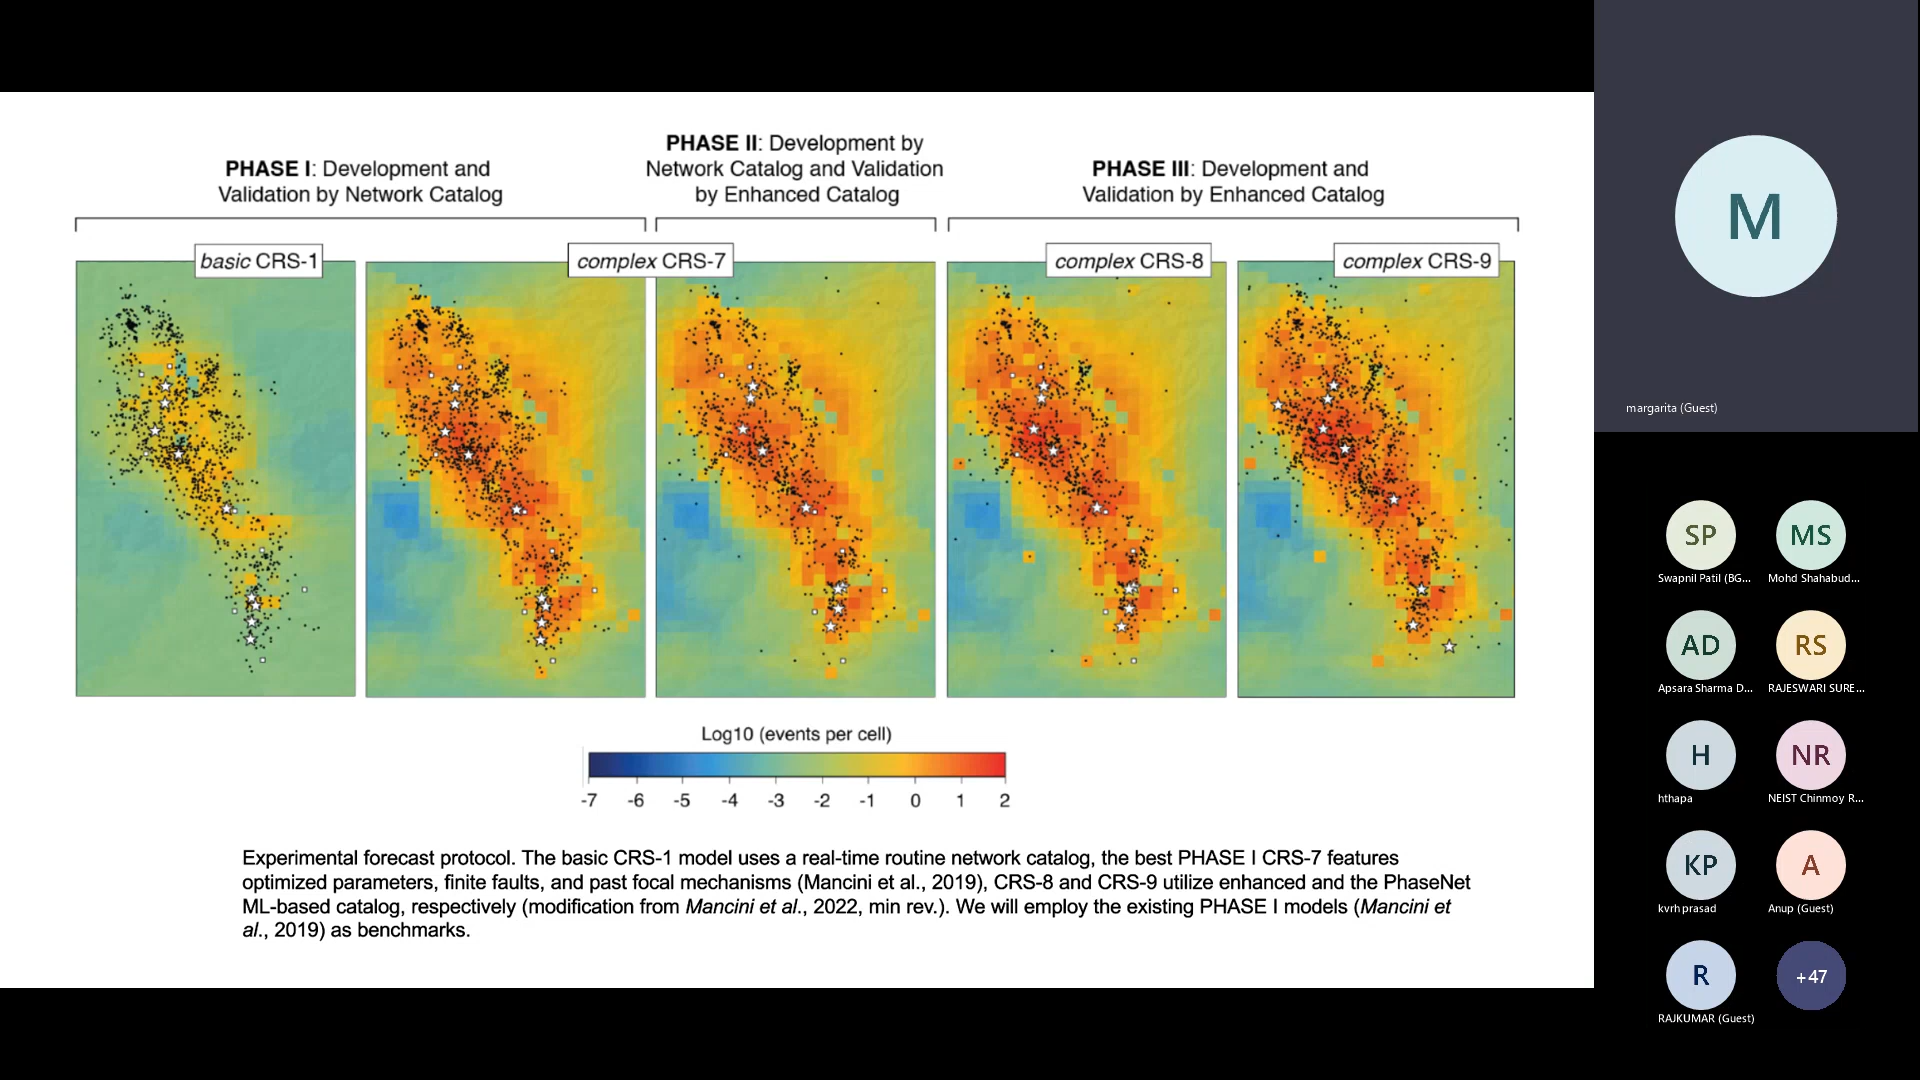 PHASE I: Development and
Validation by Network Catalog
PHASE II: Development by
Network Catalog and Validation
by Enhanced Catalog
PHASE III: Development and
Validation by Enhanced Catalog
basic CRS-1
complex CRS-7
complex CRS-8
complex CRS-9
Log10 (events per cell)
-7 -6 -5 -4 -3 -2 -1 0 1 2
Experimental forecast protocol. The basic CRS-1 model uses a real-time routine network catalog, the best PHASE I CRS-7 features
optimized parameters, finite faults, and past focal mechanisms (Mancini et al., 2019), CRS-8 and CRS-9 utilize enhanced and the PhaseNet
ML-based catalog, respectively (modification from Mancini et al., 2022, min rev.). We will employ the existing PHASE I models (Mancini et
al., 2019) as benchmarks.
M
margarita (Guest)
SP
Swapnil Patil (BG...
MS
Mohd Shahabud...
AD
Apsara Sharma D...
RS
RAJESWARI SURE...
H
hthapa
NR
NEIST Chinmoy R...
KP
kvrh prasad
A
Anup (Guest)
R
RAJKUMAR (Guest)
+47